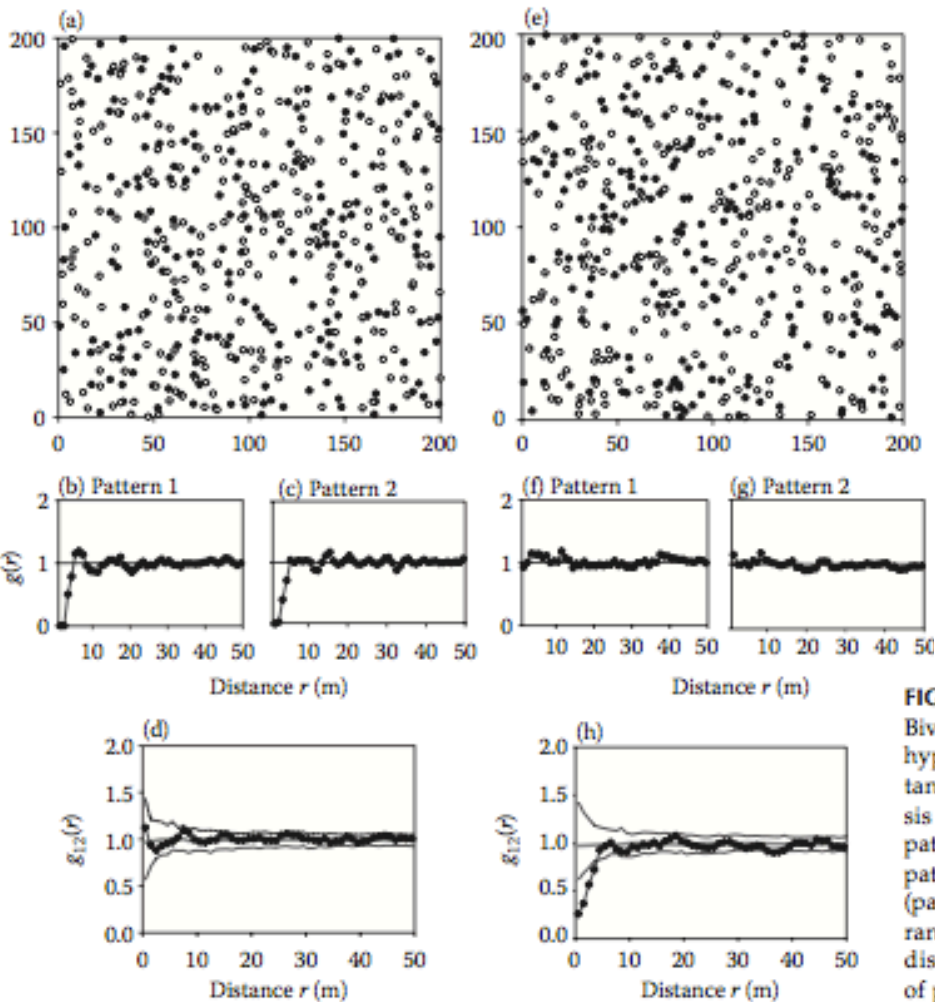 (a)
200
150
100
50
0
0 50 100 150 200
(e)
200
150
100
50
0
0 50 100 150 200
(b) Pattern 1
2
1
0
g(r)
10 20 30 40 50
(c) Pattern 2
10 20 30 40 50
Distance r (m)
(f) Pattern 1
2
1
0
10 20 30 40 50
(g) Pattern 2
10 20 30 40 50
Distance r (m)
(d)
2.0
1.5
1.0
0.5
0.0
g12(r)
0 10 20 30 40 50
Distance r (m)
(h)
2.0
1.5
1.0
0.5
0.0
g12(r)
0 10 20 30 40 50
Distance r (m)
FIG
Biv
hyp
tan
sis
pat
pat
(pa
ran
dis
of p